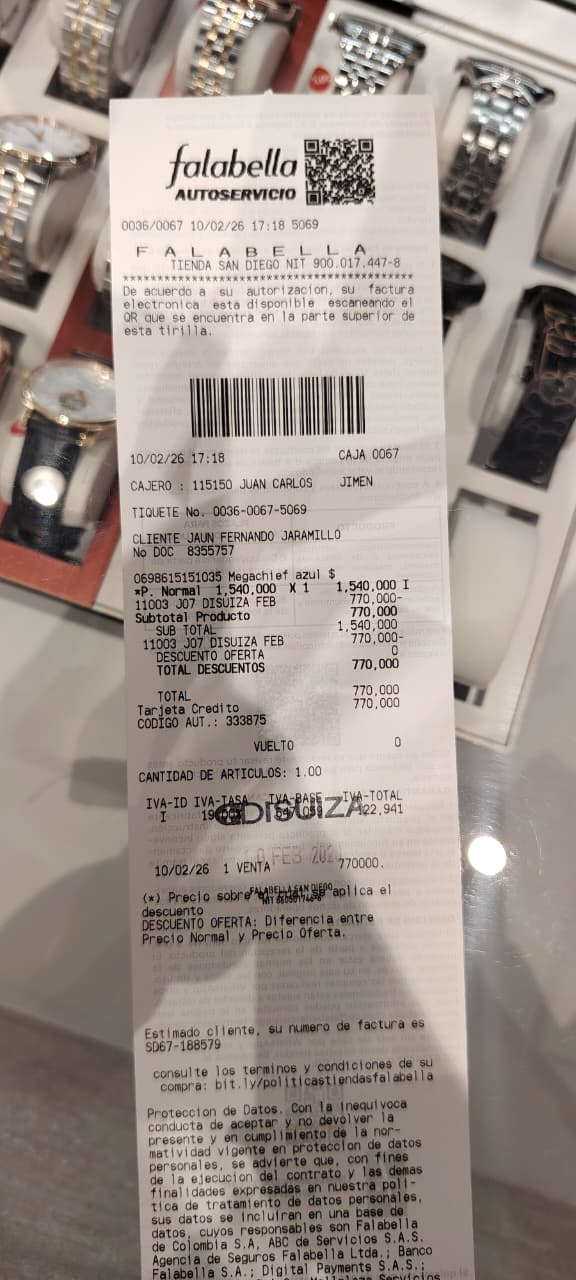 falabella
AUTOSERVICIO
0036/0067 10/02/26 17:18 5069
F A L A B E L L A
TIENDA SAN DIEGO NIT 900.017.447-8
****************************************
De acuerdo a su autorizacion, su factura
electronica esta disponible escaneando el
QR que se encuentra en la parte superior de
esta tirilla.
10/02/26 17:18 CAJA 0067
CAJERO : 115150 JUAN CARLOS JIMEN
TIQUETE No. 0036-0067-5069
CLIENTE JAUN FERNANDO JARAMILLO
No DOC 8355757
0698615151035 Megachief azul $
*P. Normal 1,540,000 X 1 1,540,000 I
11003 J07 DISUIZA FEB 770,000-
Subtotal Producto 770,000
SUB TOTAL 1,540,000
11003 J07 DISUIZA FEB 770,000-
DESCUENTO OFERTA 0
TOTAL DESCUENTOS 770,000
TOTAL 770,000
Tarjeta Credito 770,000
CODIGO AUT.: 333875
VUELTO 0
CANTIDAD DE ARTICULOS: 1.00
IVA-ID IVA-TASA IVA-BASE IVA-TOTAL
I 19 DISUIZA 22,941
FEB
10/02/26 1 VENTA 770000.
(*) Precio sobre el cual se aplica el
FALABELLA SAN DIEGO
descuento
DESCUENTO OFERTA: Diferencia entre
Precio Normal y Precio Oferta.
Estimado cliente, su numero de factura es
SD67-188579
consulte los terminos y condiciones de su
compra: bit.ly/politicastiendasfalabella
Proteccion de Datos. Con la inequivoca
conducta de aceptar y no devolver la
presente y en cumplimiento de la nor-
matividad vigente en proteccion de datos
personales, se advierte que, con fines
de la ejecucion del contrato y las demas
finalidades expresadas en nuestra poli-
tica de tratamiento de datos personales,
sus datos se incluiran en una base de
datos, cuyos responsables son Falabella
de Colombia S.A, ABC de Servicios S.A.S.
Agencia de Seguros Falabella Ltda.; Banco
Falabella S.A.; Digital Payments S.A.S.;
Servicios